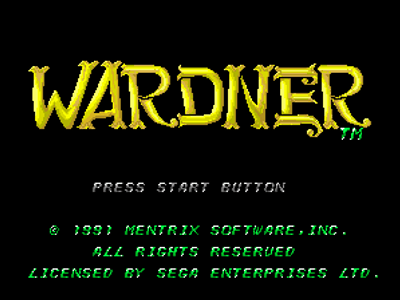 WARDNER
TM
PRESS START BUTTON
© 1991 MENTRIX SOFTWARE,INC.
ALL RIGHTS RESERVED
LICENSED BY SEGA ENTERPRISES LTD.